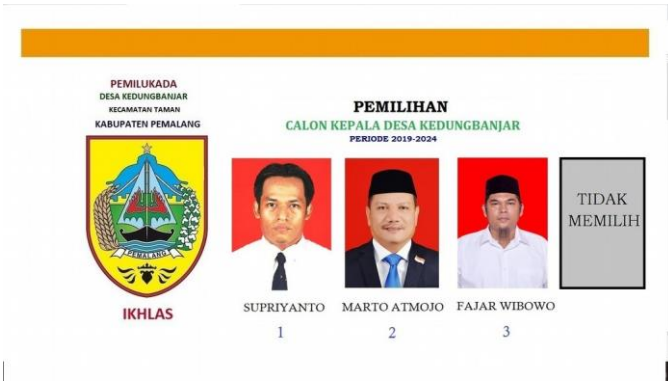 PEMILUKADA
DESA KEDUNGBANJAR
KECAMATAN TAMAN
KABUPATEN PEMALANG
PEMALANG
IKHLAS
PEMILIHAN
CALON KEPALA DESA KEDUNGBANJAR
PERIODE 2019-2024
TIDAK
MEMILIH
SUPRIYANTO MARTO ATMOJO FAJAR WIBOWO
1 2 3